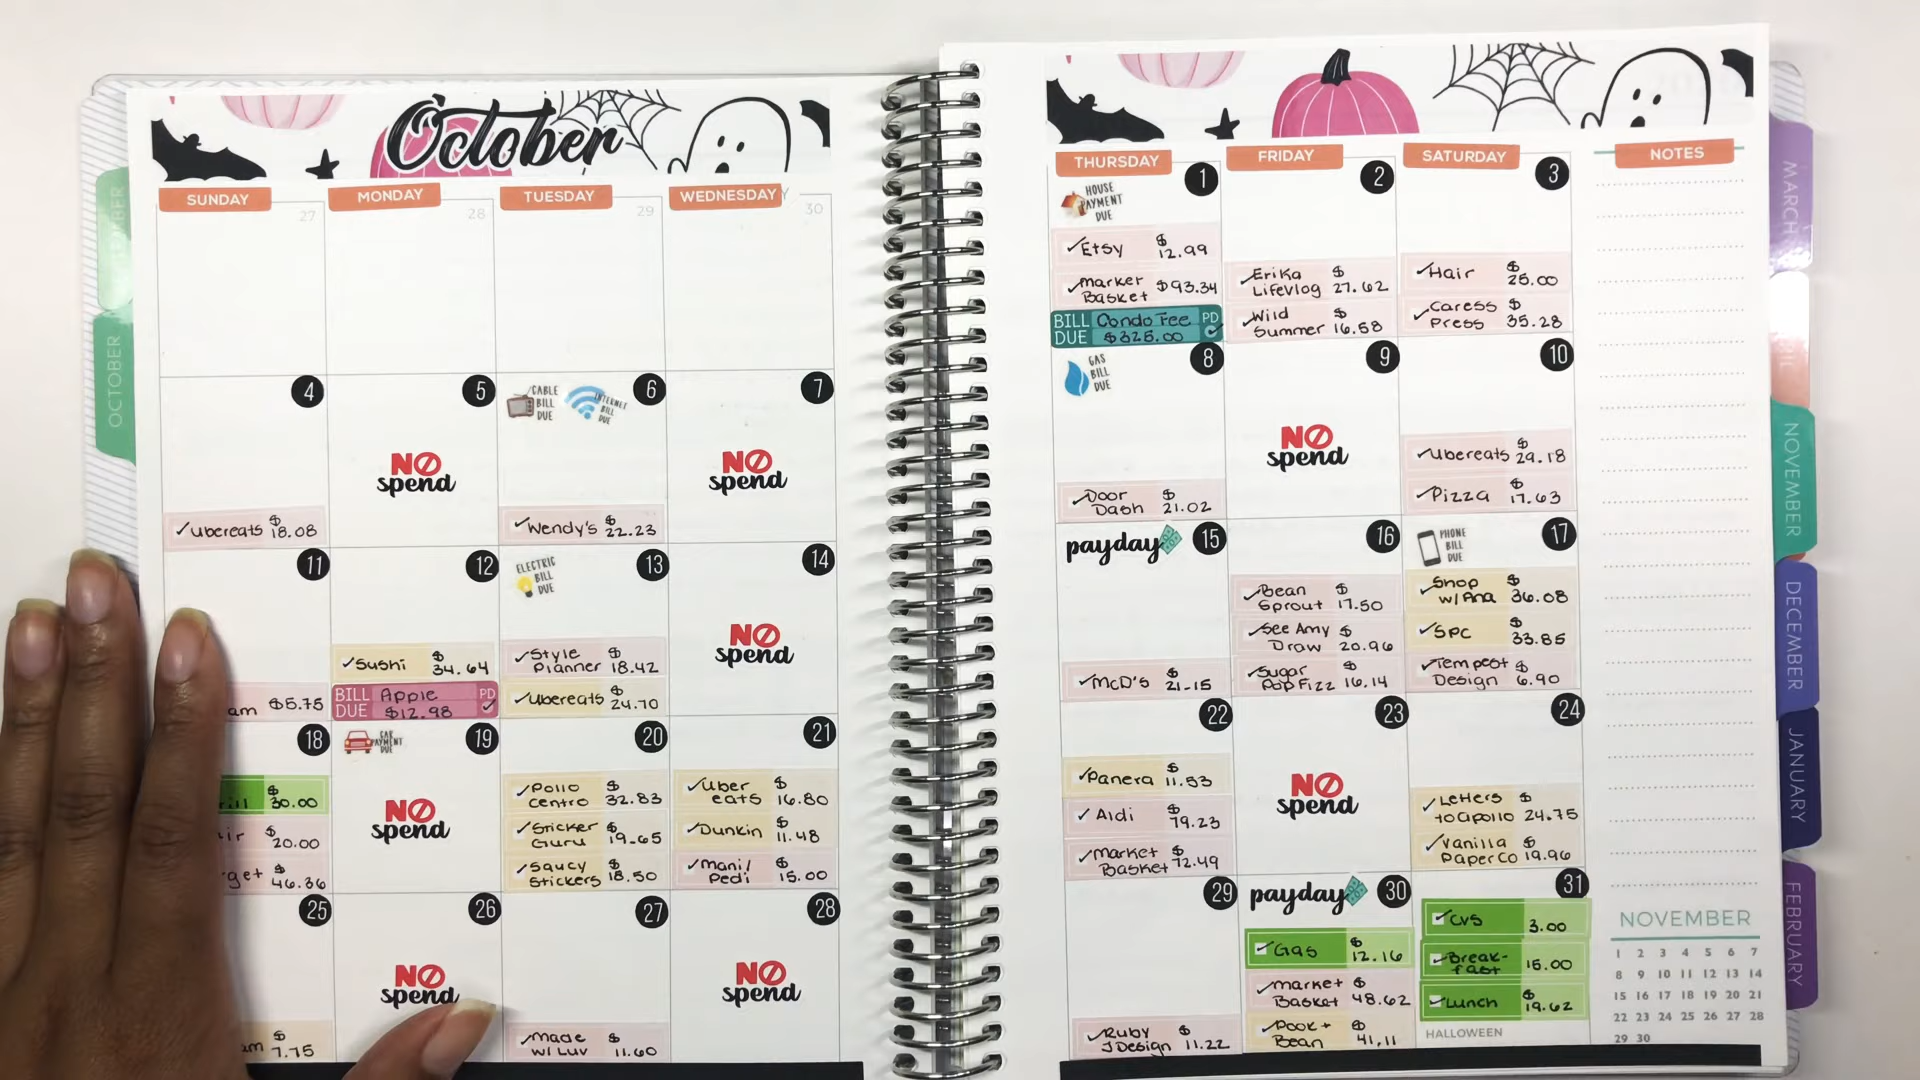 October
SUNDAY
MONDAY
TUESDAY
WEDNESDAY
27
28
29
30
4
✓Ubereats $ 18.08
5
NO
spend
6
CABLE
BILL
DUE
INTERNET
BILL
DUE
✓Wendy's $ 22.23
7
NO
spend
11
am $5.75
12
✓Sushi $ 34.64
BILL
DUE
Apple
$12.98
PD
13
ELECTRIC
BILL
DUE
✓Style
Planner $ 18.42
✓Ubereats $ 24.70
14
NO
spend
18
ill $ 30.00
ir $ 20.00
get $ 46.36
19
CAR
PAYMENT
DUE
NO
spend
20
✓Pollo
Centro $ 32.83
✓Sticker
Guru $ 19.65
✓Saucy
Stickers $ 18.50
21
✓Uber
eats $ 16.80
✓Dunkin $ 11.48
✓Mani/
Pedi $ 15.00
25
am $ 7.75
26
NO
spend
27
✓Made
w/ Luv $ 11.60
28
NO
spend
THURSDAY
FRIDAY
SATURDAY
NOTES
1
HOUSE
PAYMENT
DUE
✓Etsy $ 12.99
✓Market
Basket $93.34
BILL
DUE
Condo Fee
$325.00
PD
2
✓Erika
Lifevlog $ 27.62
✓Wild
Summer $ 16.58
3
✓Hair $ 25.00
✓Caress
Press $ 35.28
8
GAS
BILL
DUE
✓Door
Dash $ 21.02
9
NO
spend
10
✓Ubereats $ 29.18
✓Pizza $ 17.63
15
payday
✓McD's $ 21.15
16
✓Bean
Sprout $ 17.50
✓See Amy
Draw $ 20.96
✓Sugar
Pop Fizz $ 16.14
17
PHONE
BILL
DUE
✓Shop
w/ Ana $ 36.08
✓SPC $ 33.85
✓Tempest
Design $ 6.90
22
✓Panera $ 11.53
✓Aldi $ 79.23
✓Market
Basket $ 72.49
23
NO
spend
24
✓Letters
to Apollo $ 24.75
✓Vanilla
Paper Co $ 19.96
29
✓Ruby
J Design $ 11.22
30
payday
✓Gas $ 12.16
✓Market
Basket $ 48.62
✓Pook +
Bean $ 41.11
31
✓CVS 3.00
✓Break-
fast 15.00
✓Lunch $ 19.62
HALLOWEEN
NOVEMBER
1 2 3 4 5 6 7
8 9 10 11 12 13 14
15 16 17 18 19 20 21
22 23 24 25 26 27 28
29 30
OCTOBER
MARCH
NOVEMBER
DECEMBER
JANUARY
FEBRUARY